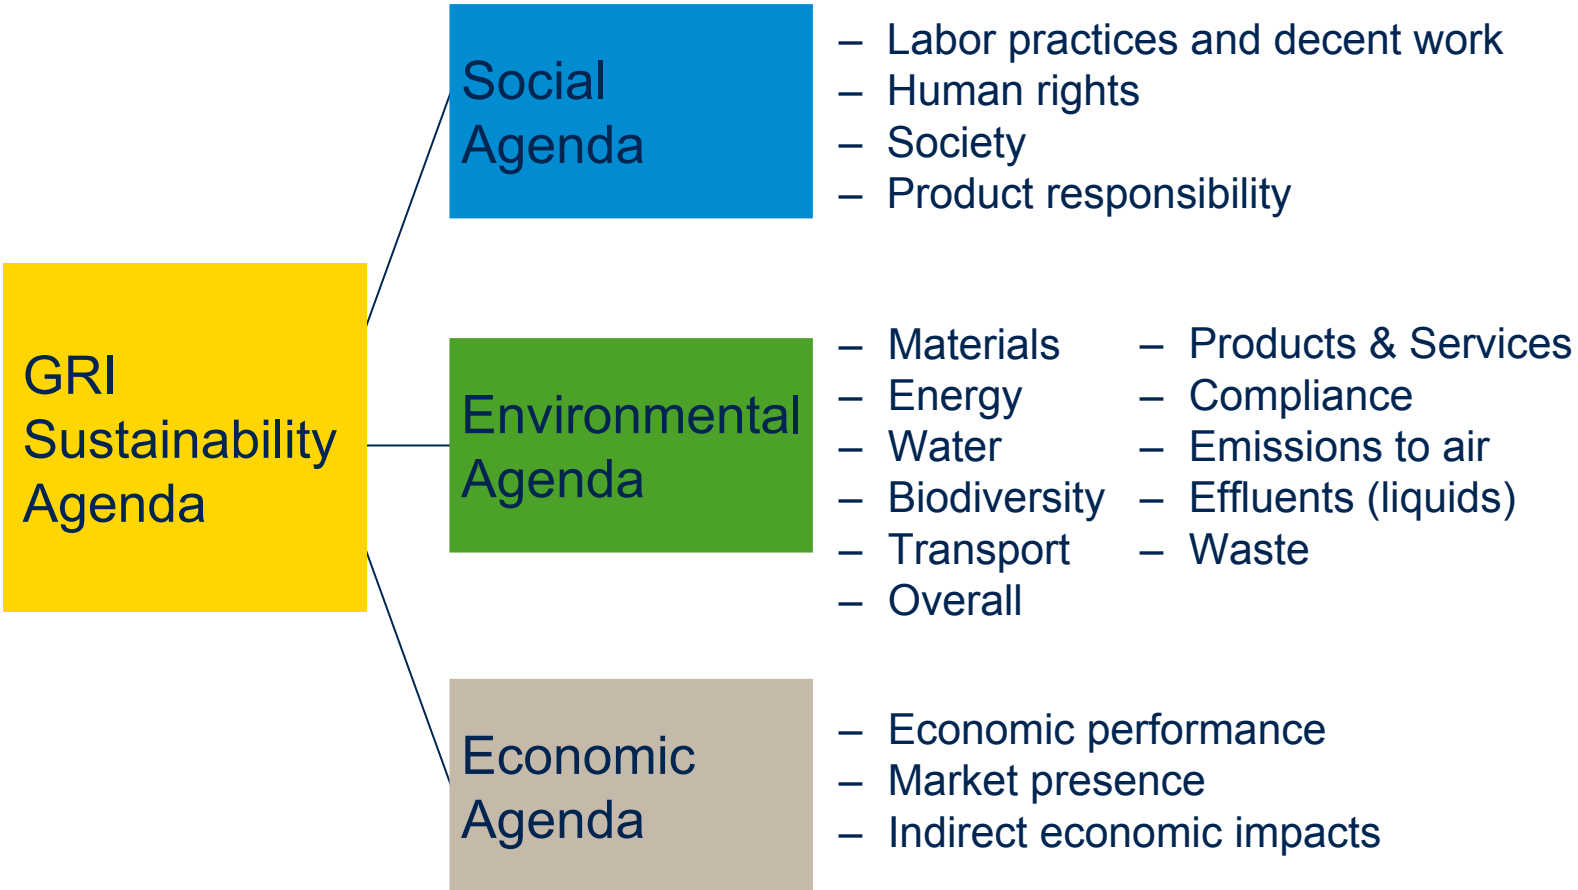 GRI
Sustainability
Agenda
Social
Agenda
– Labor practices and decent work
– Human rights
– Society
– Product responsibility
Environmental
Agenda
– Materials
– Energy
– Water
– Biodiversity
– Transport
– Overall
– Products & Services
– Compliance
– Emissions to air
– Effluents (liquids)
– Waste
Economic
Agenda
– Economic performance
– Market presence
– Indirect economic impacts